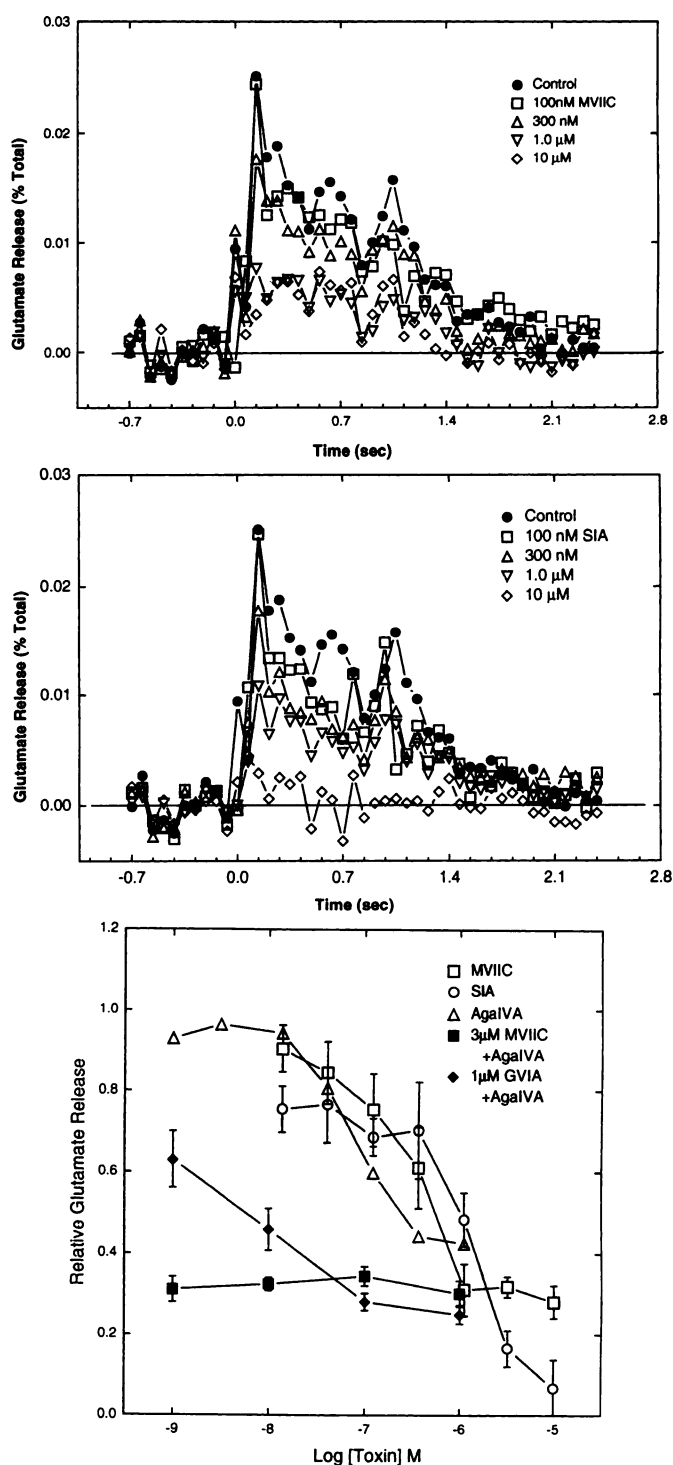 0.03
0.02
0.01
0.00
Glutamate Release (% Total)
Control
100nM MVIIC
300 nM
1.0 µM
10 µM
-0.7 0.0 0.7 1.4 2.1 2.8
Time (sec)
0.03
0.02
0.01
0.00
Glutamate Release (% Total)
Control
100 nM SIA
300 nM
1.0 µM
10 µM
-0.7 0.0 0.7 1.4 2.1 2.8
Time (sec)
1.2
1.0
0.8
0.6
0.4
0.2
0.0
Relative Glutamate Release
MVIIC
SIA
AgaIVA
3µM MVIIC
+AgaIVA
1µM GVIA
+AgaIVA
-9 -8 -7 -6 -5
Log [Toxin] M